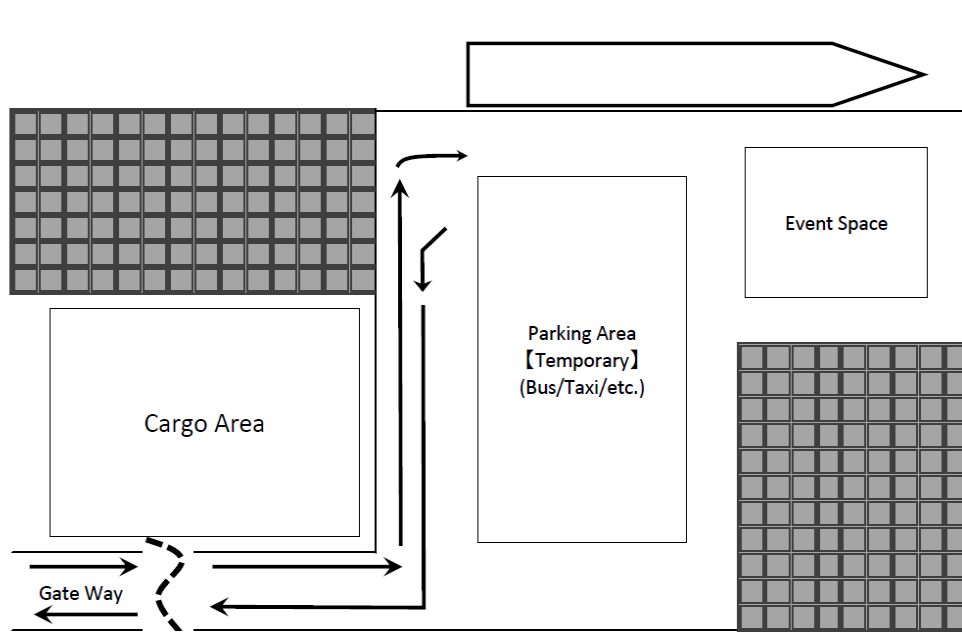 Event Space
Parking Area
【Temporary】
(Bus/Taxi/etc.)
Cargo Area
Gate Way